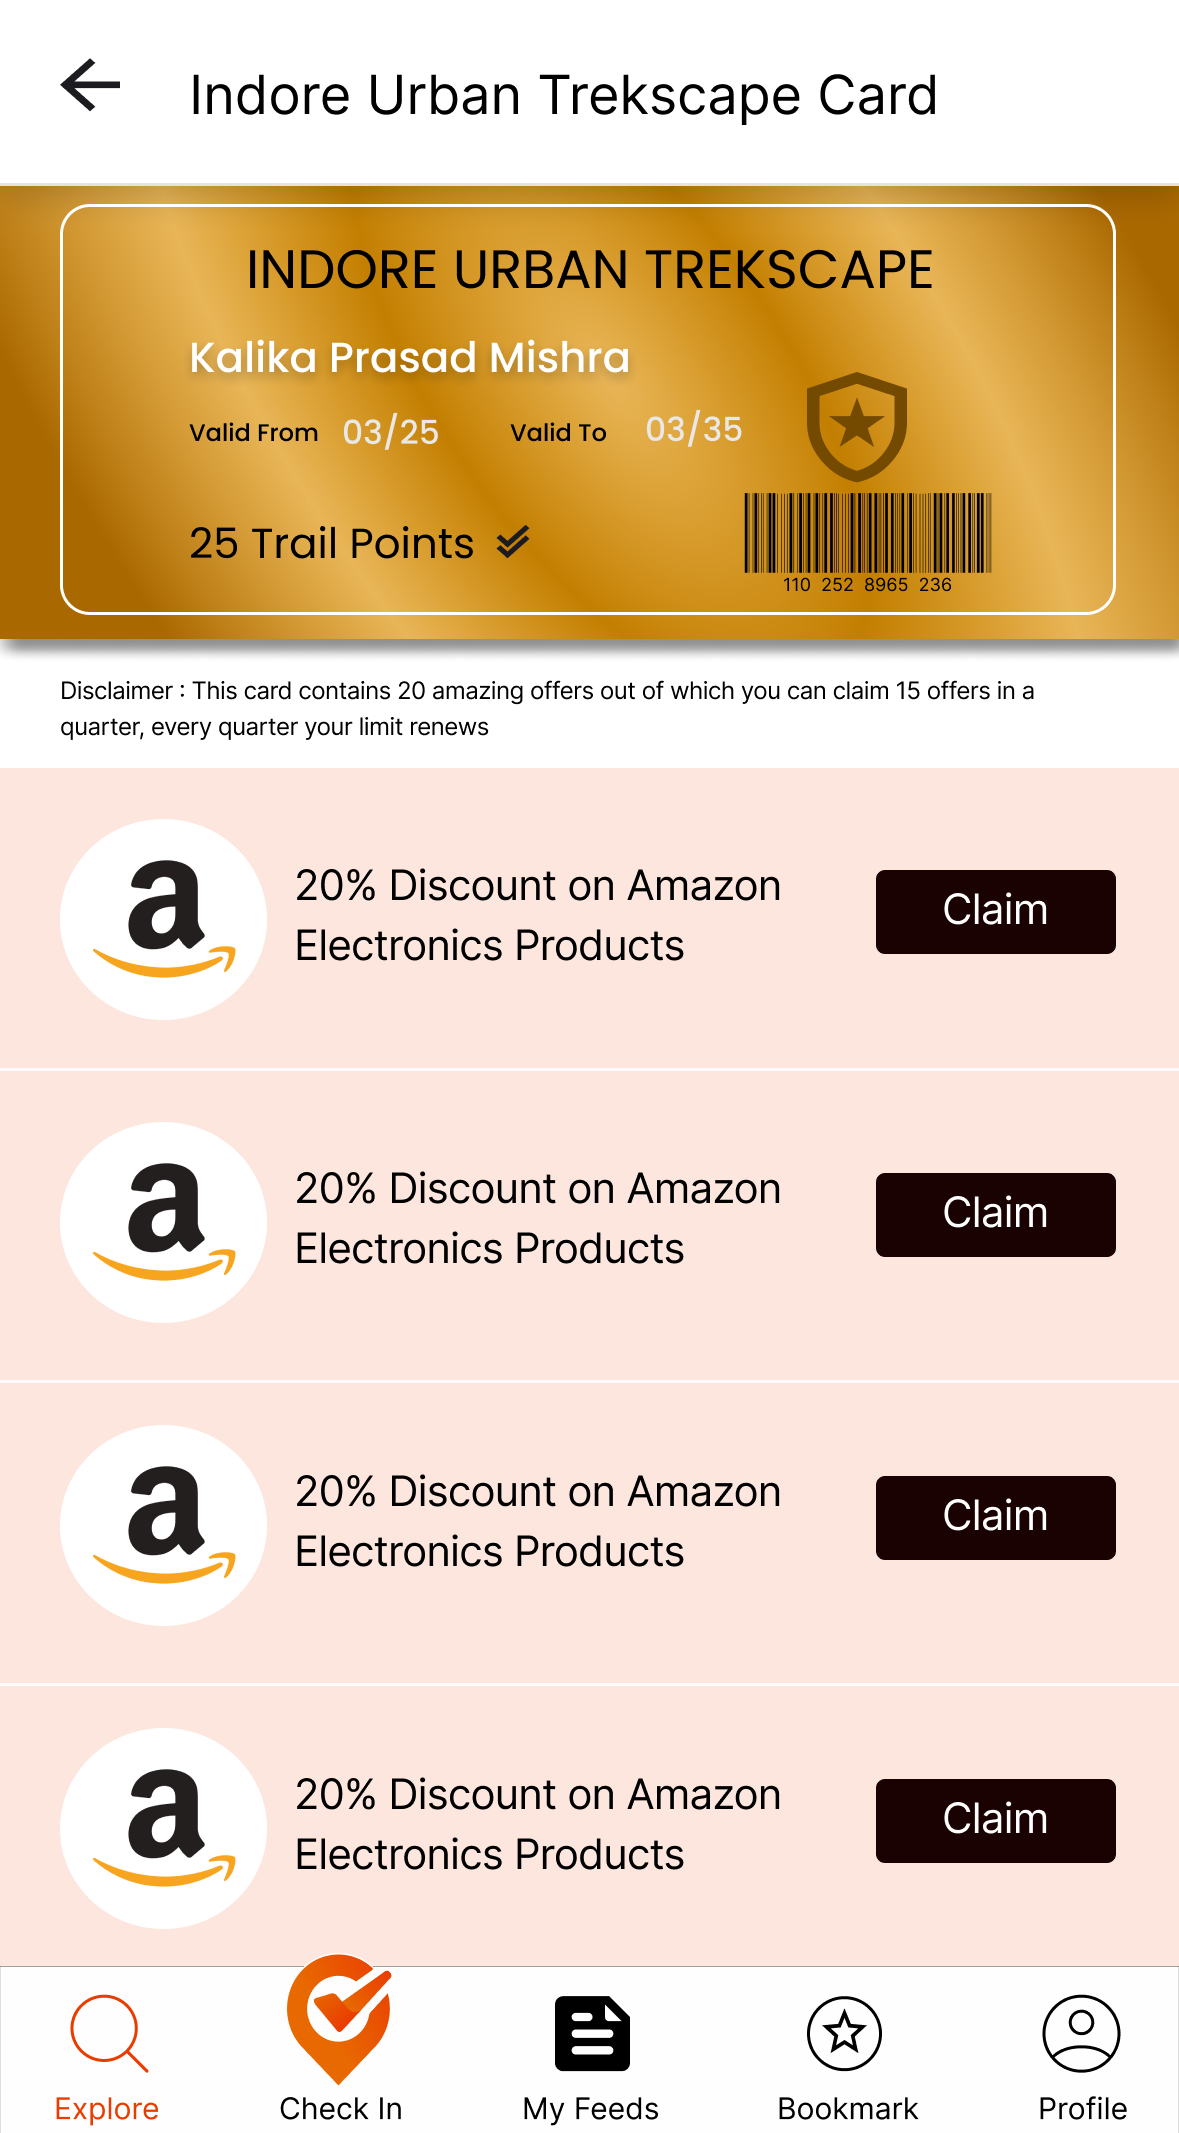 Indore Urban Trekscape Card
INDORE URBAN TREKSCAPE
Kalika Prasad Mishra
Valid From 03/25 Valid To 03/35
25 Trail Points
110 252 8965 236
Disclaimer : This card contains 20 amazing offers out of which you can claim 15 offers in a
quarter, every quarter your limit renews
a
20% Discount on Amazon
Electronics Products
Claim
a
20% Discount on Amazon
Electronics Products
Claim
a
20% Discount on Amazon
Electronics Products
Claim
a
20% Discount on Amazon
Electronics Products
Claim
Explore Check In My Feeds Bookmark Profile